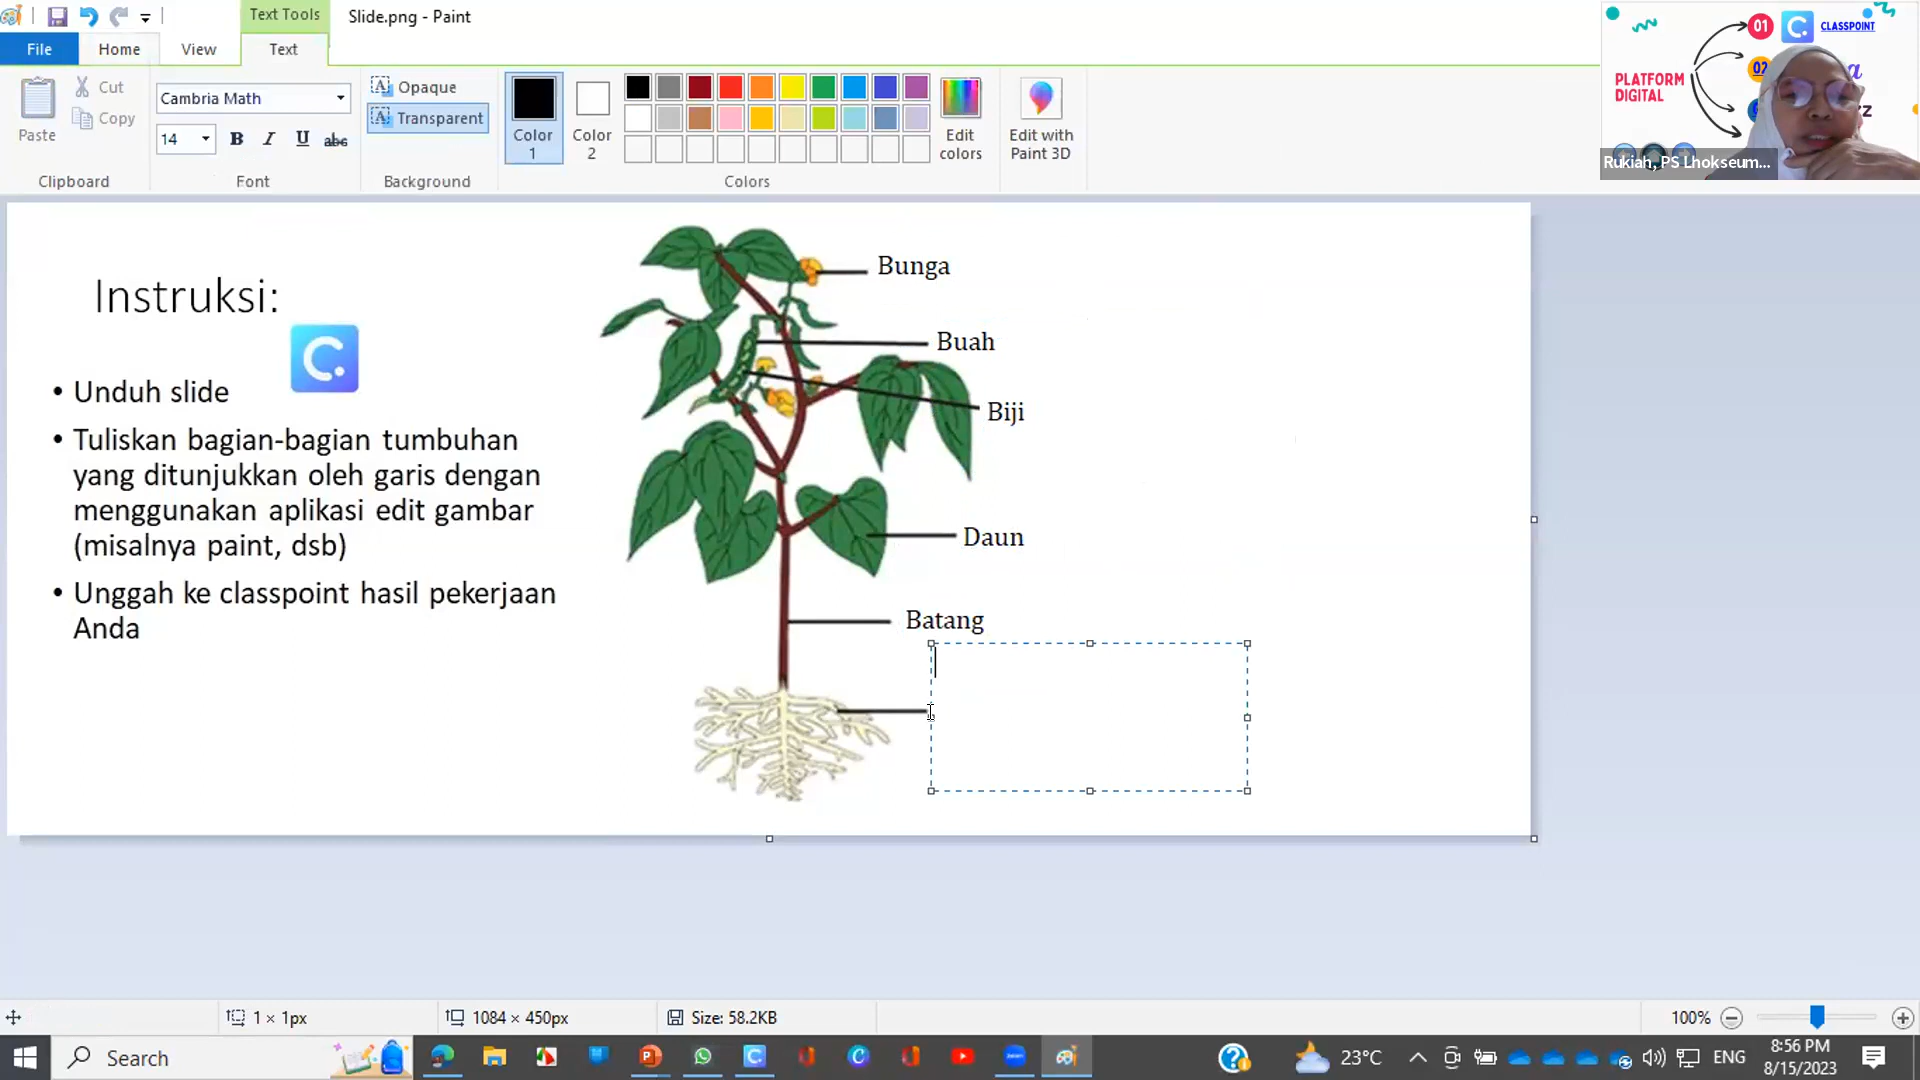 Text Tools
Slide.png - Paint
File
Home
View
Text
Paste
Cut
Copy
Clipboard
Cambria Math
14
B I U abc
Font
Opaque
Transparent
Background
Color
1
Color
2
Edit
colors
Colors
Edit with
Paint 3D
01
CLASSPOINT
PLATFORM
DIGITAL
02
Rukiah, PS Lhokseum...
Instruksi:
• Unduh slide
• Tuliskan bagian-bagian tumbuhan
yang ditunjukkan oleh garis dengan
menggunakan aplikasi edit gambar
(misalnya paint, dsb)
• Unggah ke classpoint hasil pekerjaan
Anda
Bunga
Buah
Biji
Daun
Batang
1 × 1px
1084 × 450px
Size: 58.2KB
100%
Search
23°C
ENG
8:56 PM
8/15/2023